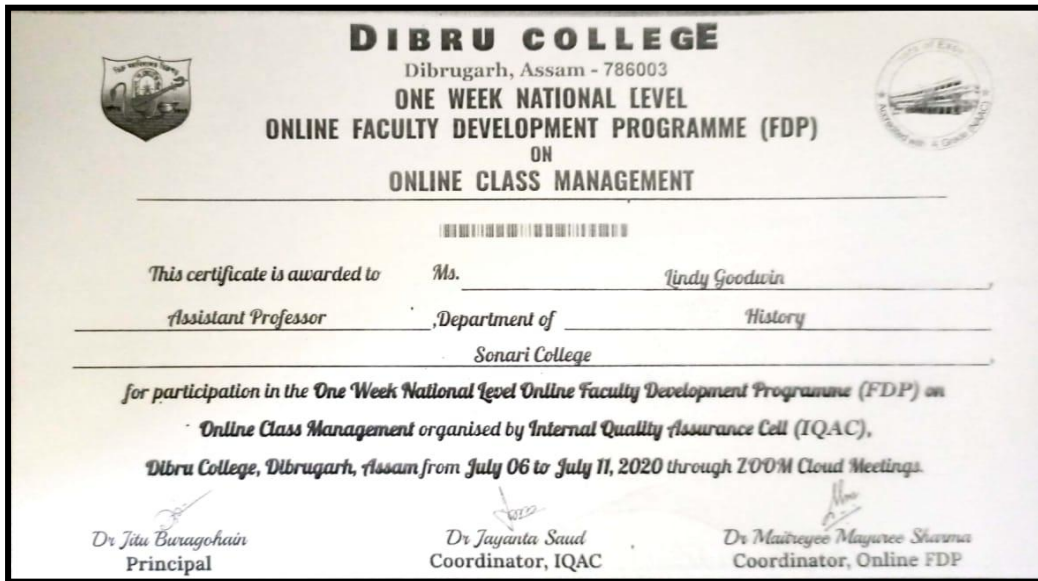 DIBRU COLLEGE
Dibrugarh, Assam - 786003
ONE WEEK NATIONAL LEVEL
ONLINE FACULTY DEVELOPMENT PROGRAMME (FDP)
ON
ONLINE CLASS MANAGEMENT
This certificate is awarded to Ms. Lindy Goodwin,
Assistant Professor ,Department of History
Sonari College,
for participation in the One Week National Level Online Faculty Development Programme (FDP) on
Online Class Management organised by Internal Quality Assurance Cell (IQAC),
Dibru College, Dibrugarh, Assam from July 06 to July 11, 2020 through ZOOM Cloud Meetings.
Dr Jitu Buragohain Dr Jayanta Saud Dr Maitreyee Mayuree Sharma
Principal Coordinator, IQAC Coordinator, Online FDP
Accredited with A Grade (NAAC)